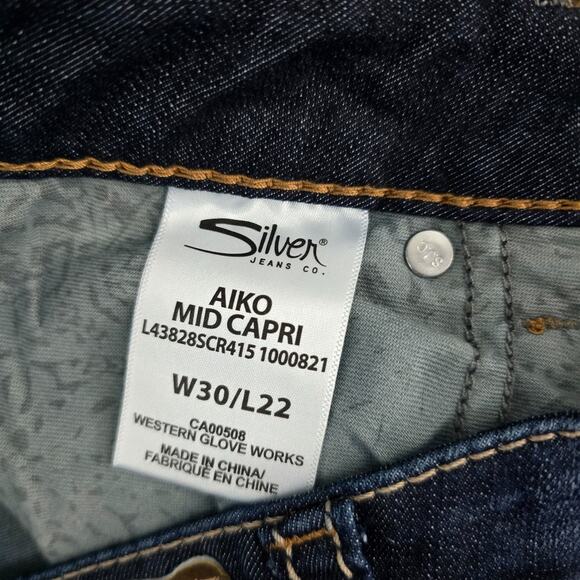 Silver®
JEANS CO.
AIKO
MID CAPRI
L43828SCR415 1000821
W30/L22
CA00508
WESTERN GLOVE WORKS
MADE IN CHINA/
FABRIQUÉ EN CHINE